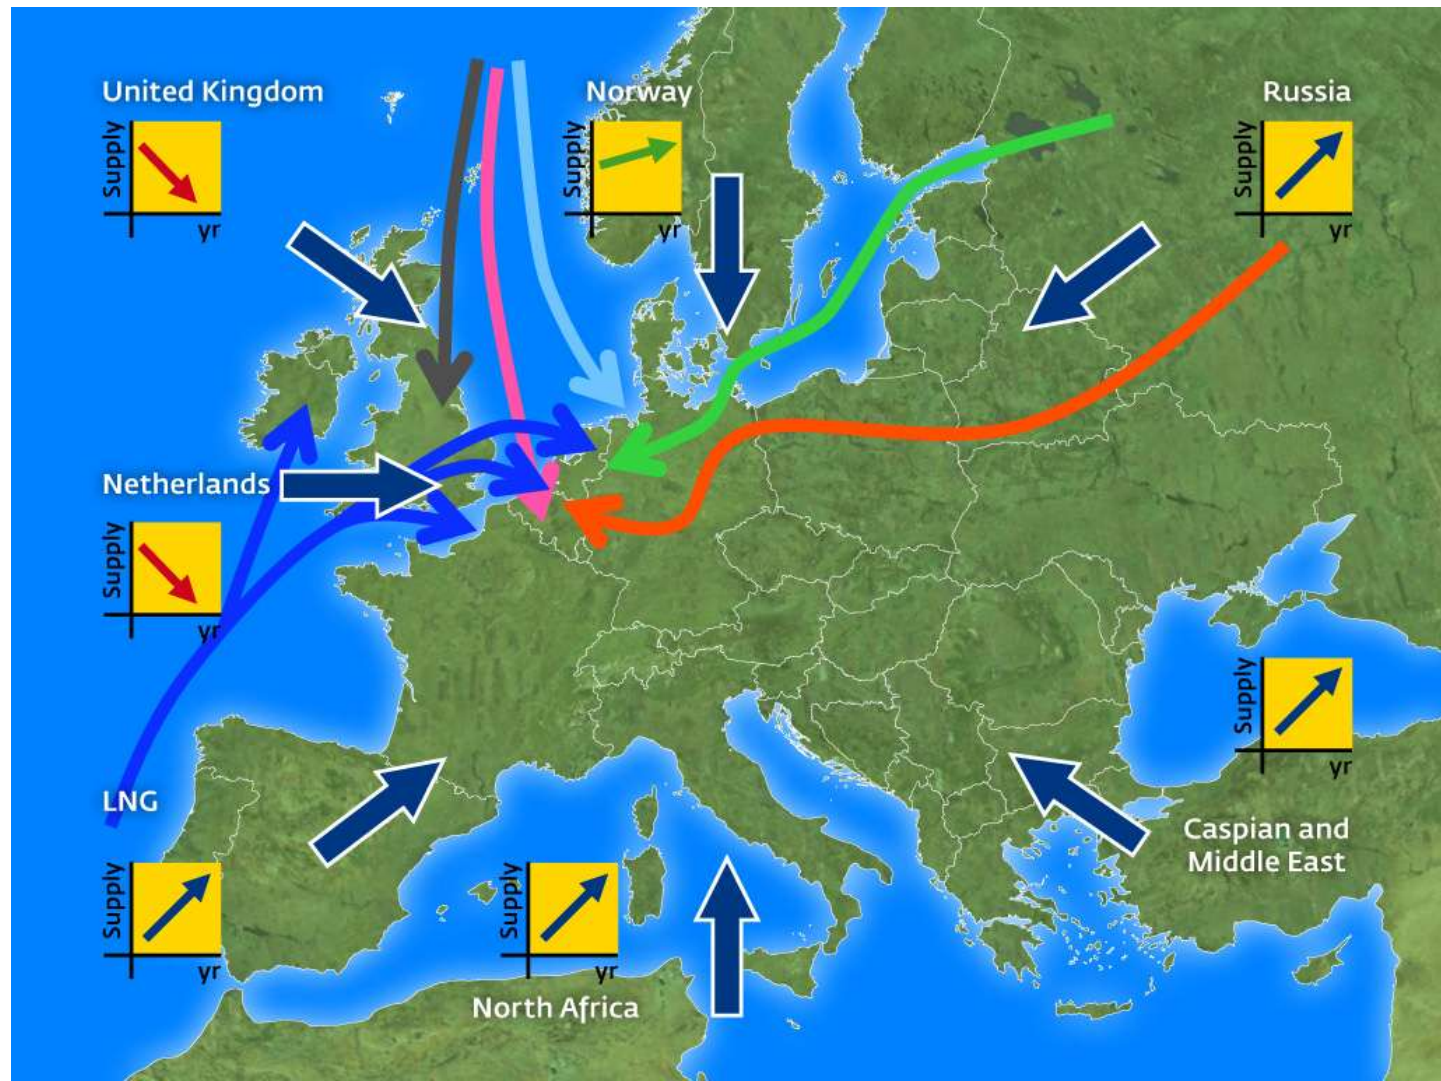 United Kingdom
Supply
yr
Norway
Supply
yr
Russia
Supply
yr
Netherlands
Supply
yr
Supply
yr
Caspian and
Middle East
LNG
Supply
yr
Supply
yr
North Africa